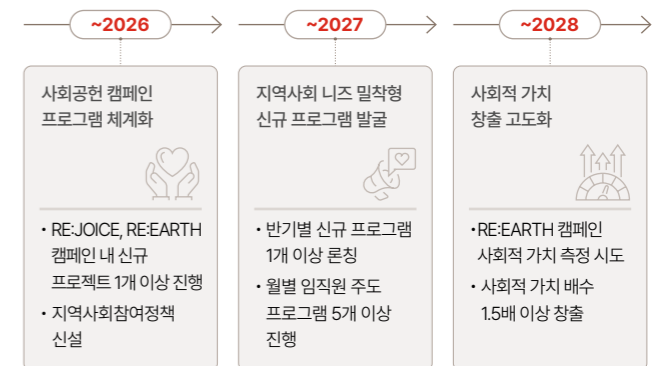 ~2026
사회공헌 캠페인
프로그램 체계화
• RE:JOICE, RE:EARTH
캠페인 내 신규
프로젝트 1개 이상 진행
• 지역사회참여정책
신설
~2027
지역사회 니즈 밀착형
신규 프로그램 발굴
• 반기별 신규 프로그램
1개 이상 론칭
• 월별 임직원 주도
프로그램 5개 이상
진행
~2028
사회적 가치
창출 고도화
•RE:EARTH 캠페인
사회적 가치 측정 시도
• 사회적 가치 배수
1.5배 이상 창출